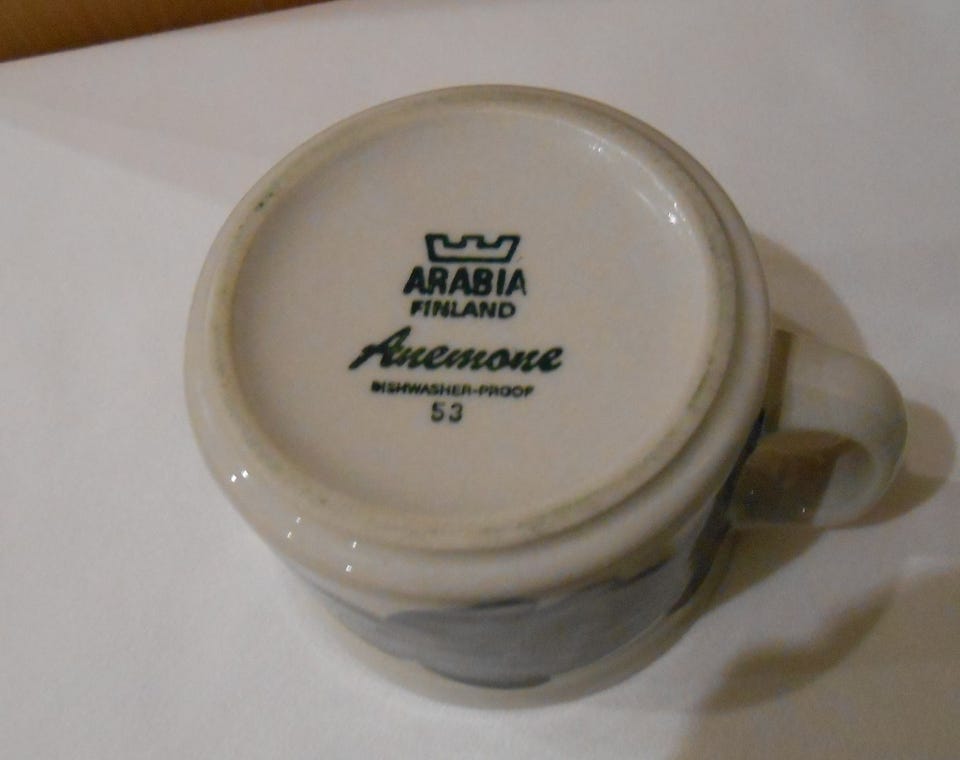 ARABIA
FINLAND
Anemone
DISHWASHER-PROOF
53